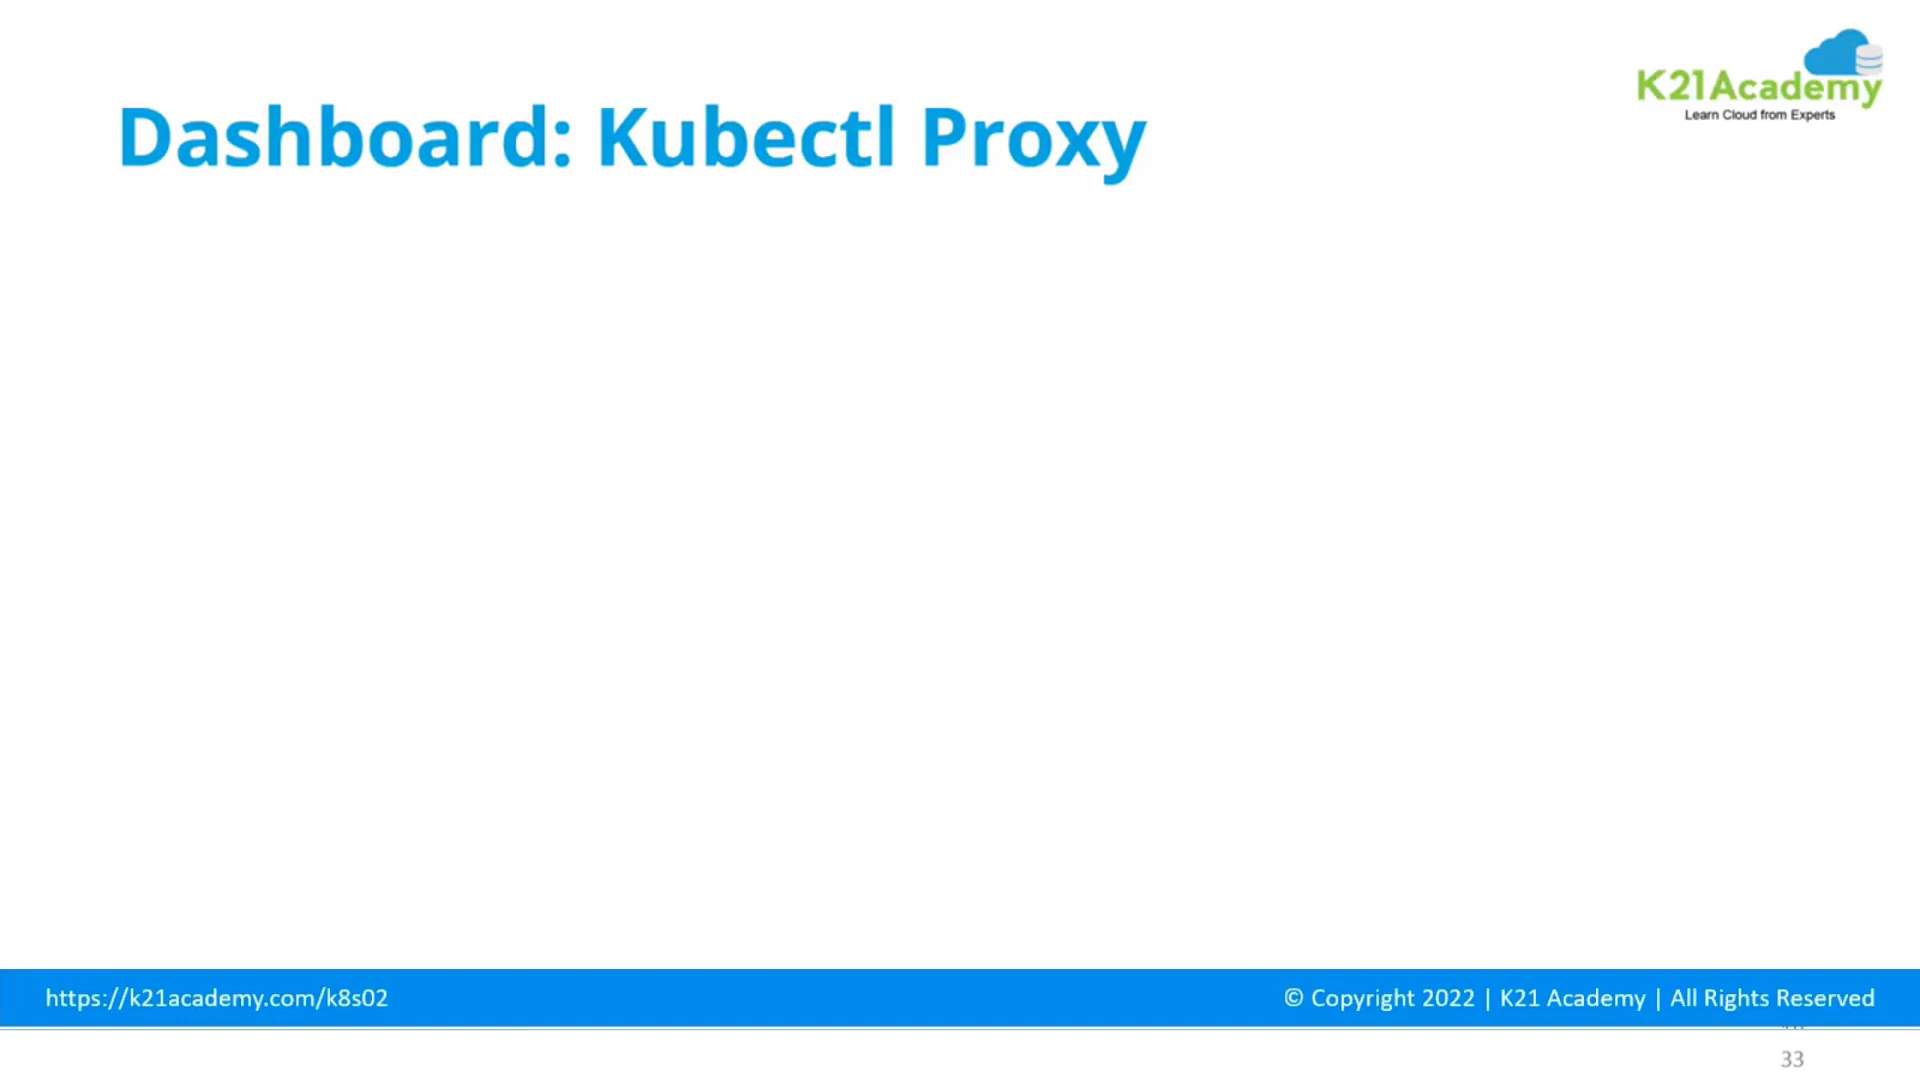 K21Academy
Learn Cloud from Experts
Dashboard: Kubectl Proxy
https://k21academy.com/k8s02
© Copyright 2022 | K21 Academy | All Rights Reserved
33